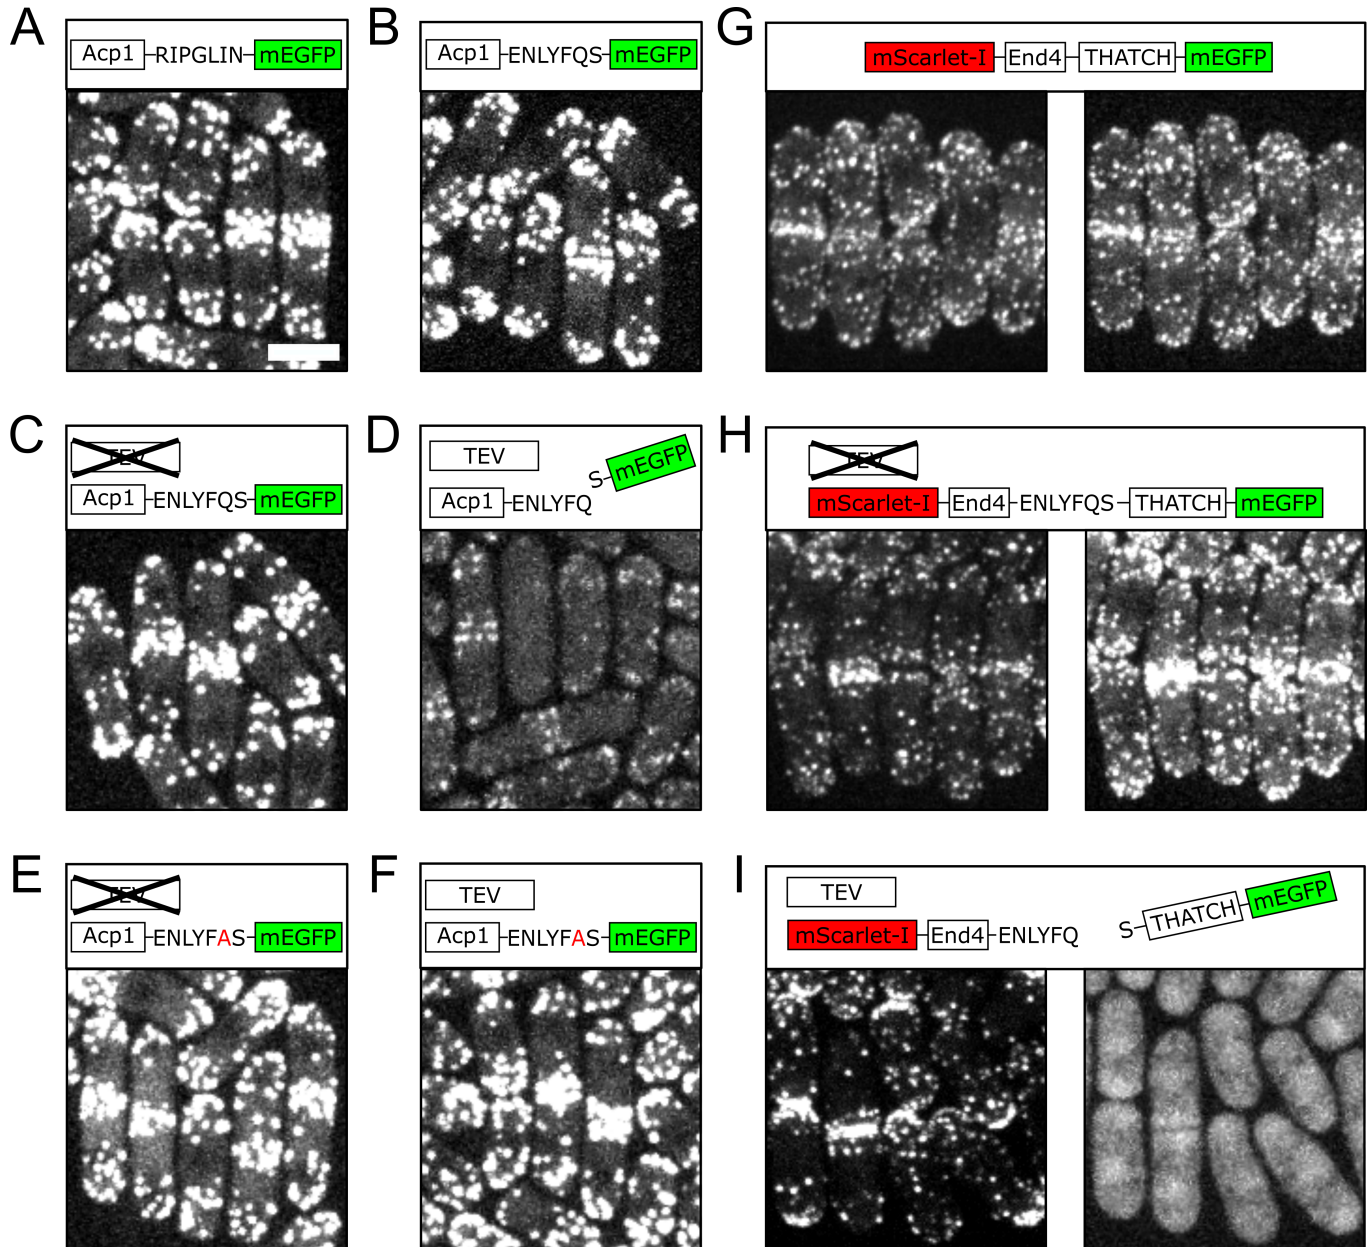 A
Acp1 RIPGLIN mEGFP
B
Acp1 ENLYFQS mEGFP
G
mScarlet-I End4 THATCH mEGFP
C
TEV
Acp1 ENLYFQS mEGFP
D
TEV
S mEGFP
Acp1 ENLYFQ
H
TEV
mScarlet-I End4 ENLYFQS THATCH mEGFP
E
TEV
Acp1 ENLYFAS mEGFP
F
TEV
Acp1 ENLYFAS mEGFP
I
TEV
S THATCH mEGFP
mScarlet-I End4 ENLYFQ